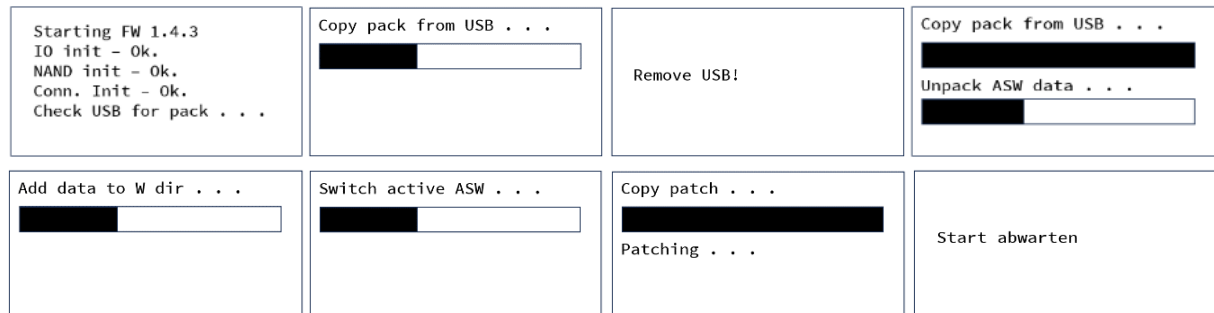 Starting FW 1.4.3
IO init – Ok.
NAND init – Ok.
Conn. Init – Ok.
Check USB for pack . . .
Copy pack from USB . . .
Remove USB!
Copy pack from USB . . .
Unpack ASW data . . .
Add data to W dir . . .
Switch active ASW . . .
Copy patch . . .
Patching . . .
Start abwarten